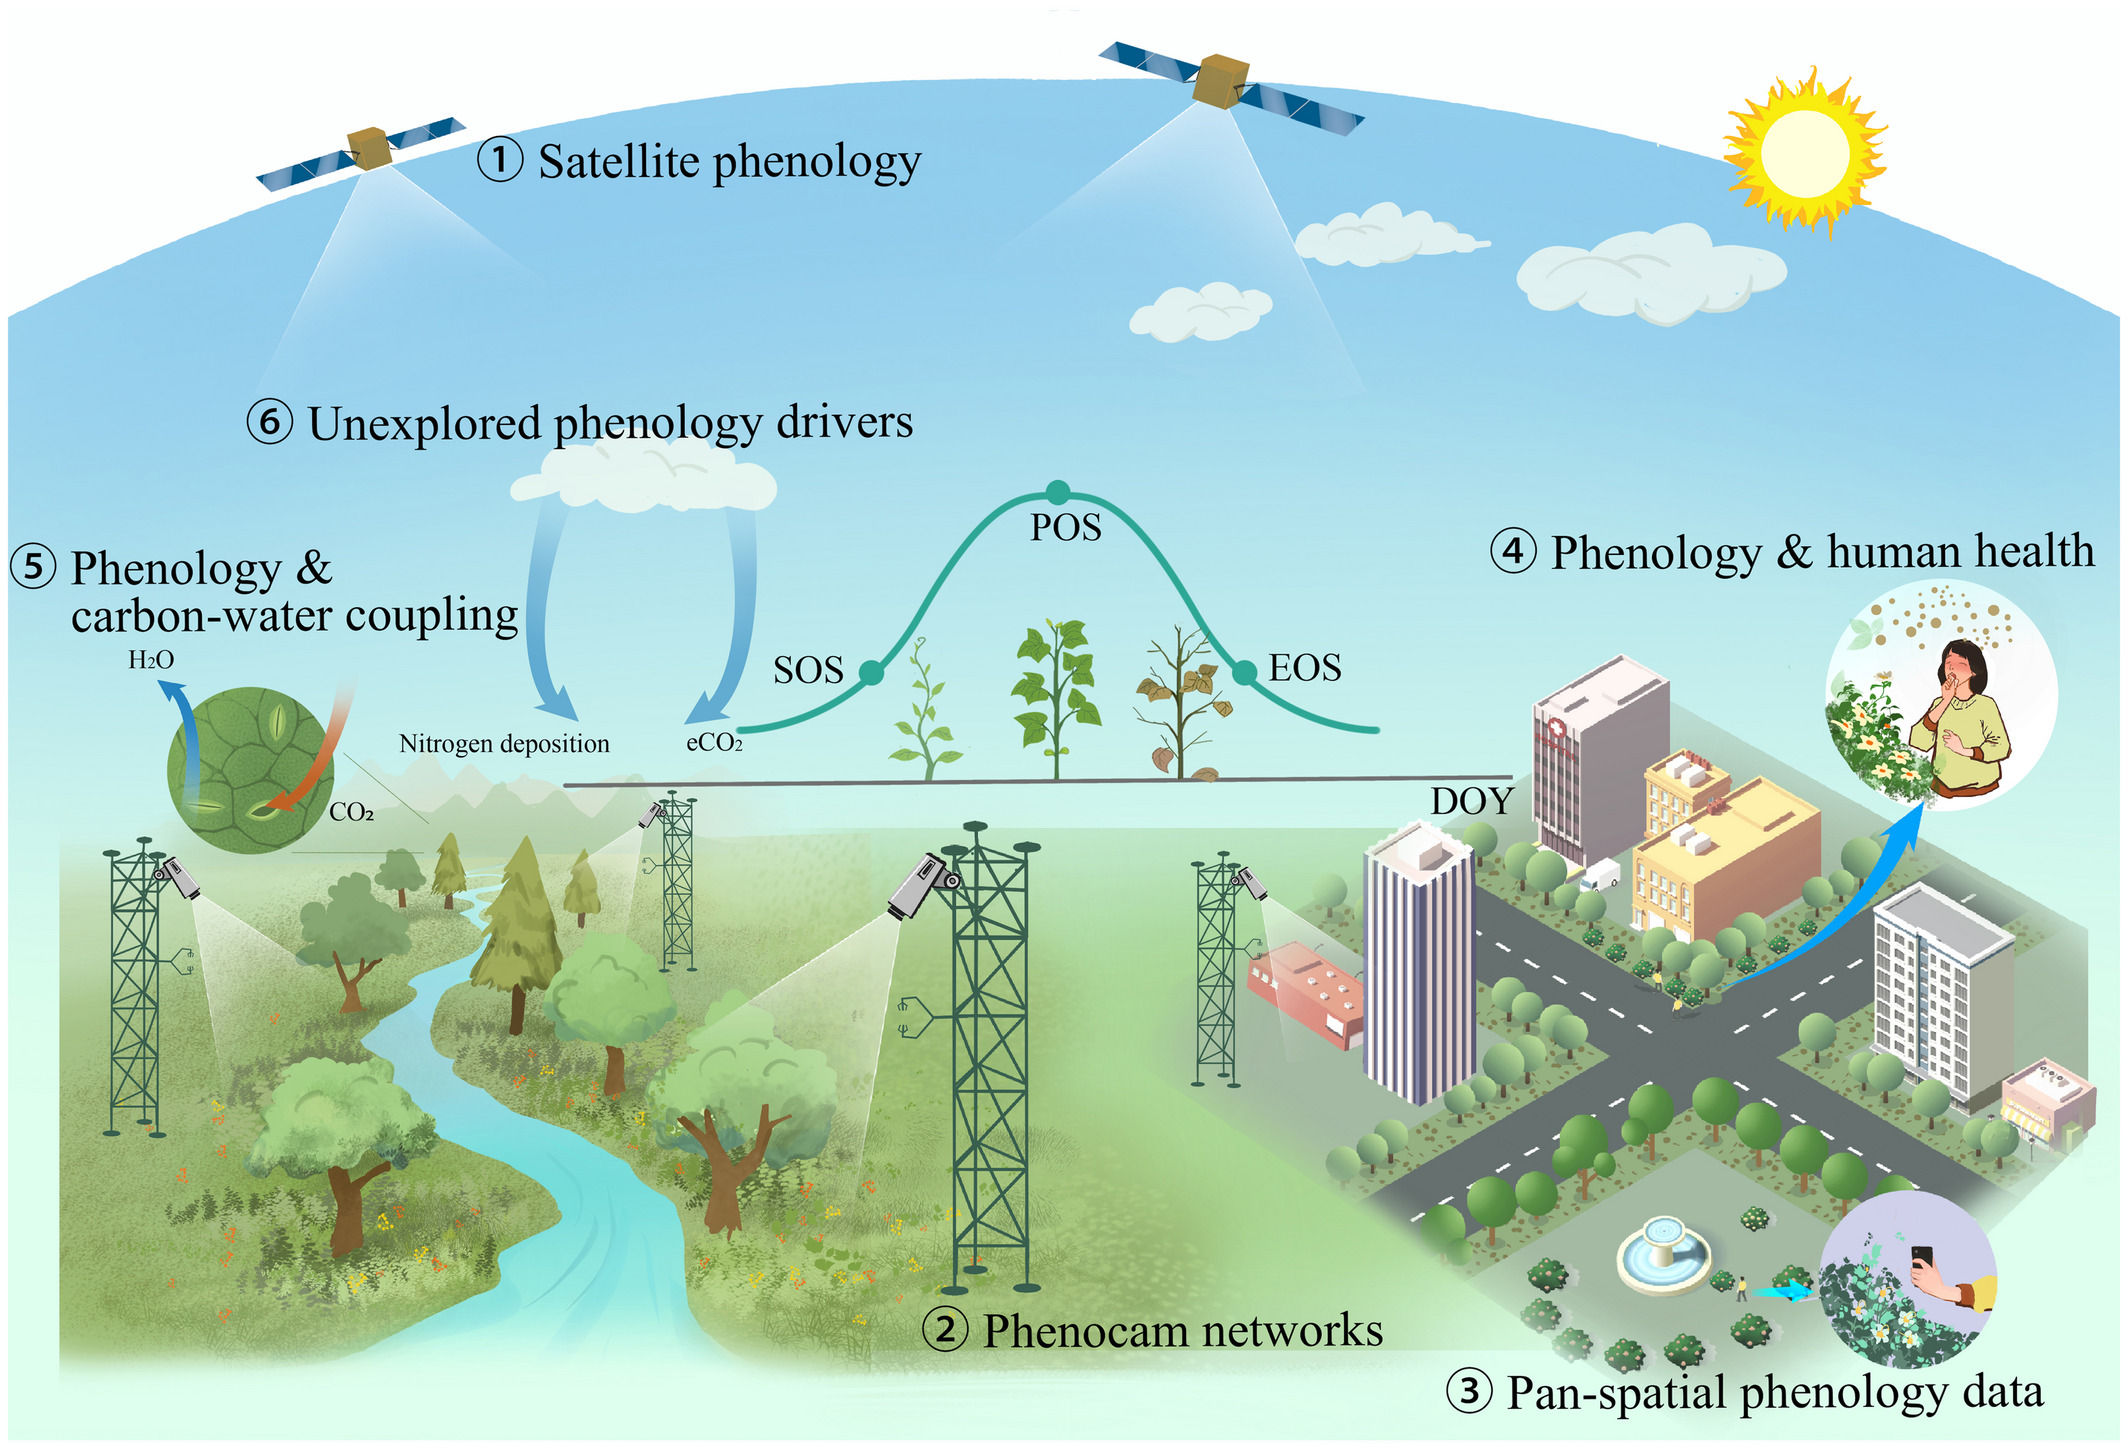 ① Satellite phenology
⑥ Unexplored phenology drivers
POS
④ Phenology & human health
⑤ Phenology &
carbon-water coupling
H₂O
SOS
EOS
Nitrogen deposition
eCO₂
CO₂
DOY
② Phenocam networks
③ Pan-spatial phenology data